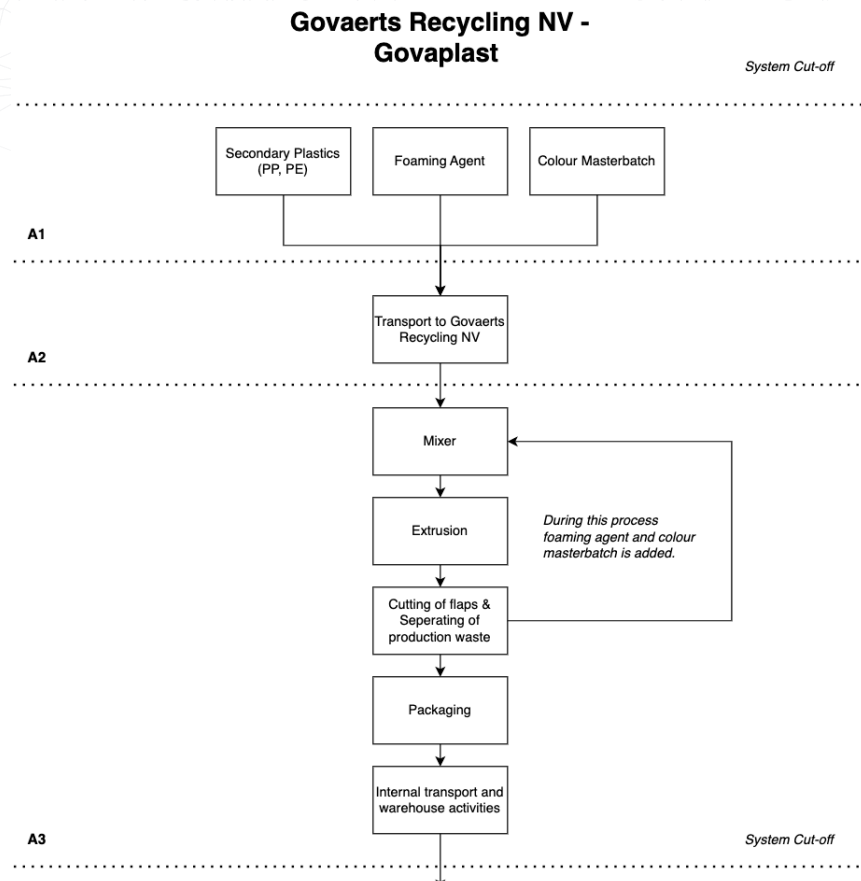 Govaerts Recycling NV -
Govaplast
System Cut-off
Secondary Plastics
(PP, PE)
Foaming Agent
Colour Masterbatch
A1
Transport to Govaerts
Recycling NV
A2
Mixer
Extrusion
During this process
foaming agent and colour
masterbatch is added.
Cutting of flaps &
Seperating of
production waste
Packaging
Internal transport and
warehouse activities
A3
System Cut-off